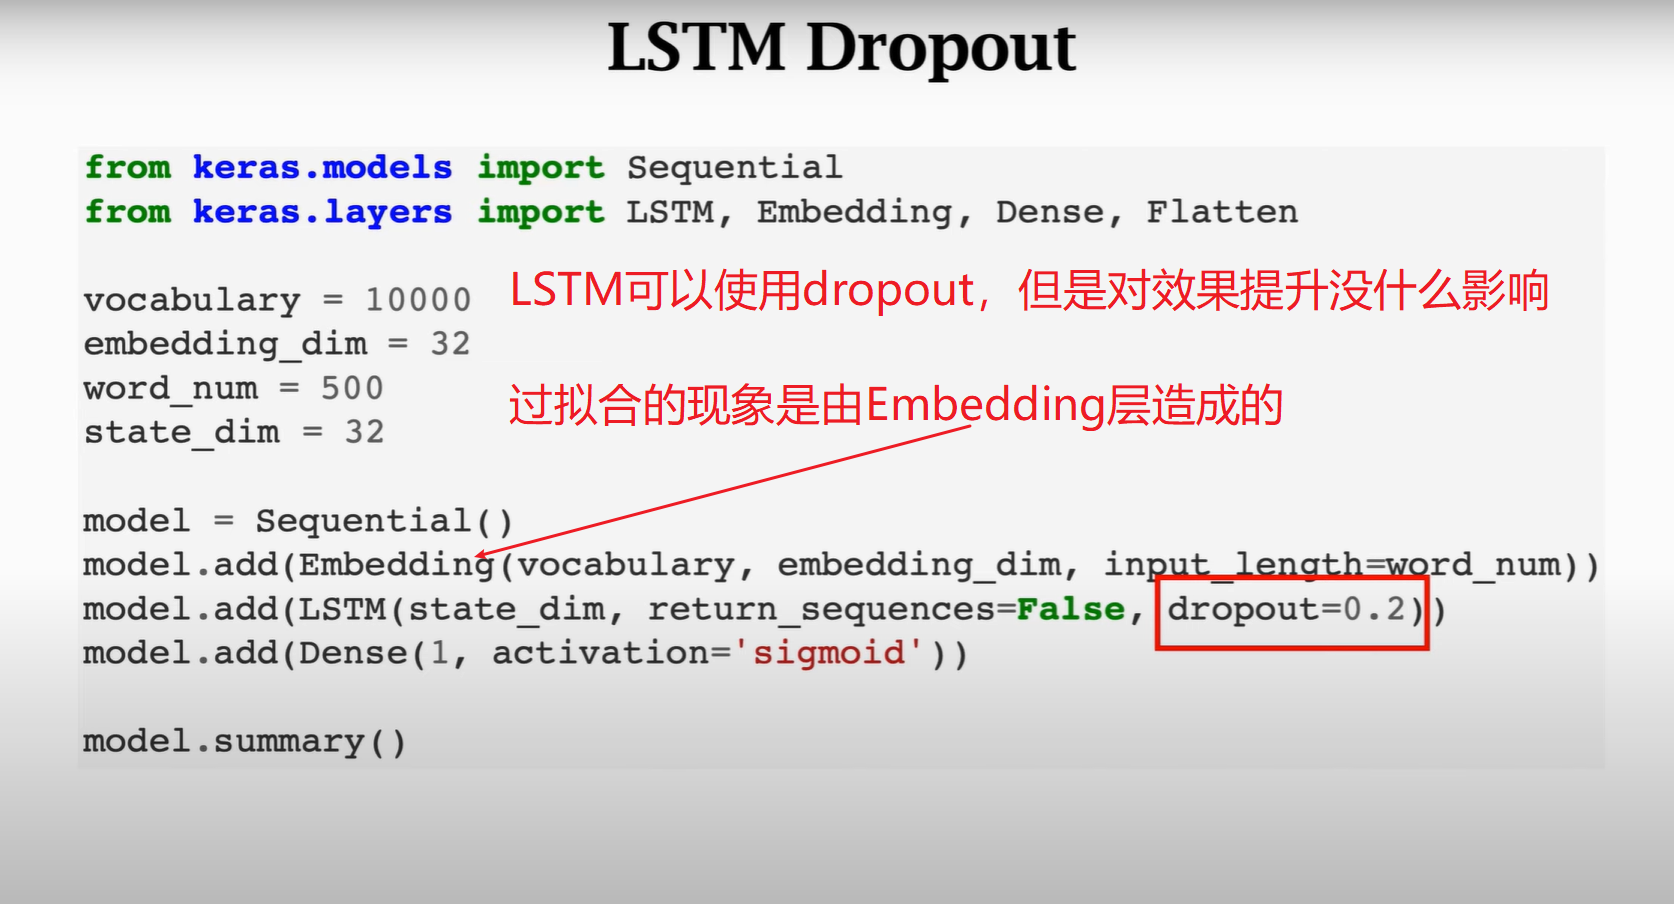 LSTM Dropout
from keras.models import Sequential
from keras.layers import LSTM, Embedding, Dense, Flatten
LSTM可以使用dropout，但是对效果提升没什么影响
vocabulary = 10000
embedding_dim = 32
word_num = 500
过拟合的现象是由Embedding层造成的
state_dim = 32
model = Sequential()
model.add(Embedding(vocabulary, embedding_dim, input_length=word_num))
model.add(LSTM(state_dim, return_sequences=False, dropout=0.2))
model.add(Dense(1, activation='sigmoid'))
model.summary()